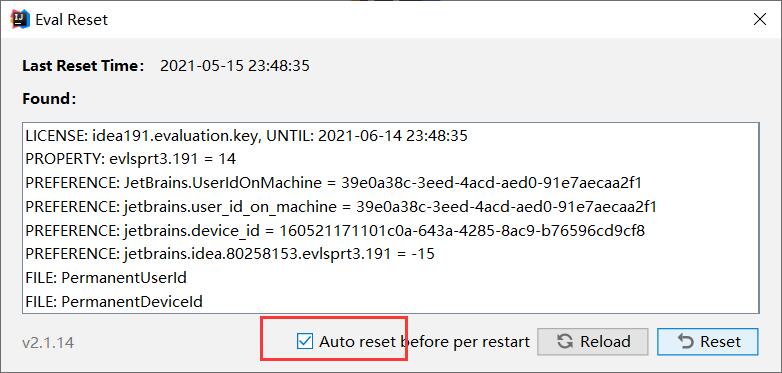 Eval Reset
Last Reset Time: 2021-05-15 23:48:35
Found:
LICENSE: idea191.evaluation.key, UNTIL: 2021-06-14 23:48:35
PROPERTY: evlsprt3.191 = 14
PREFERENCE: JetBrains.UserIdOnMachine = 39e0a38c-3eed-4acd-aed0-91e7aecaa2f1
PREFERENCE: jetbrains.user_id_on_machine = 39e0a38c-3eed-4acd-aed0-91e7aecaa2f1
PREFERENCE: jetbrains.device_id = 160521171101c0a-643a-4285-8ac9-b76596cd9cf8
PREFERENCE: jetbrains.idea.80258153.evlsprt3.191 = -15
FILE: PermanentUserId
FILE: PermanentDeviceId
v2.1.14 Auto reset before per restart Reload Reset